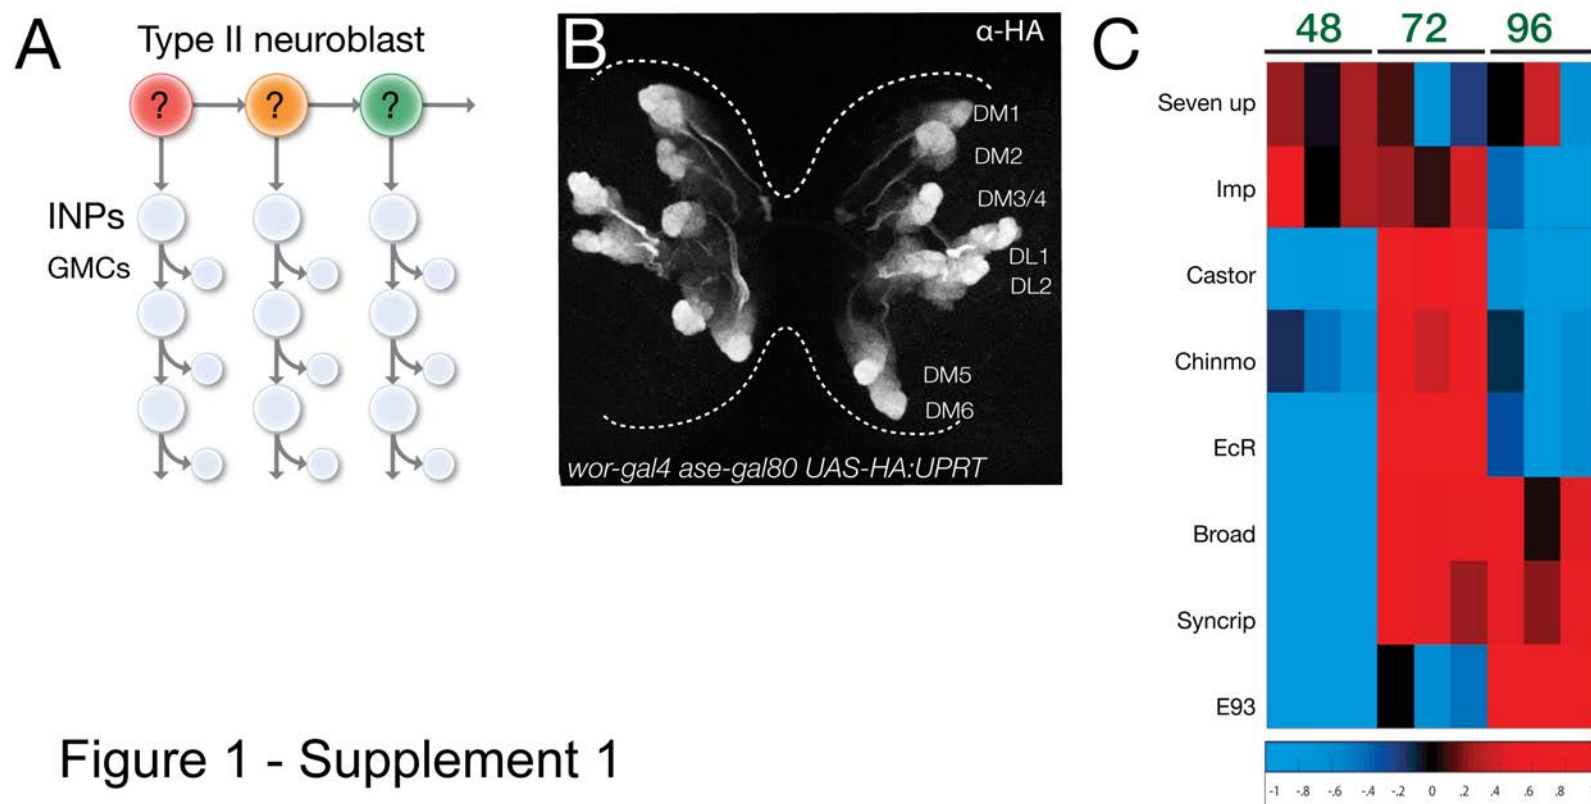 A
Type II neuroblast
? ? ?
INPs
GMCs
B
α-HA
DM1
DM2
DM3/4
DL1
DL2
DM5
DM6
wor-gal4 ase-gal80 UAS-HA:UPRT
C
48 72 96
Seven up
Imp
Castor
Chinmo
EcR
Broad
Syncrip
E93
-1 -.8 -.6 -.4 -.2 0 .2 .4 .6 .8
Figure 1 - Supplement 1